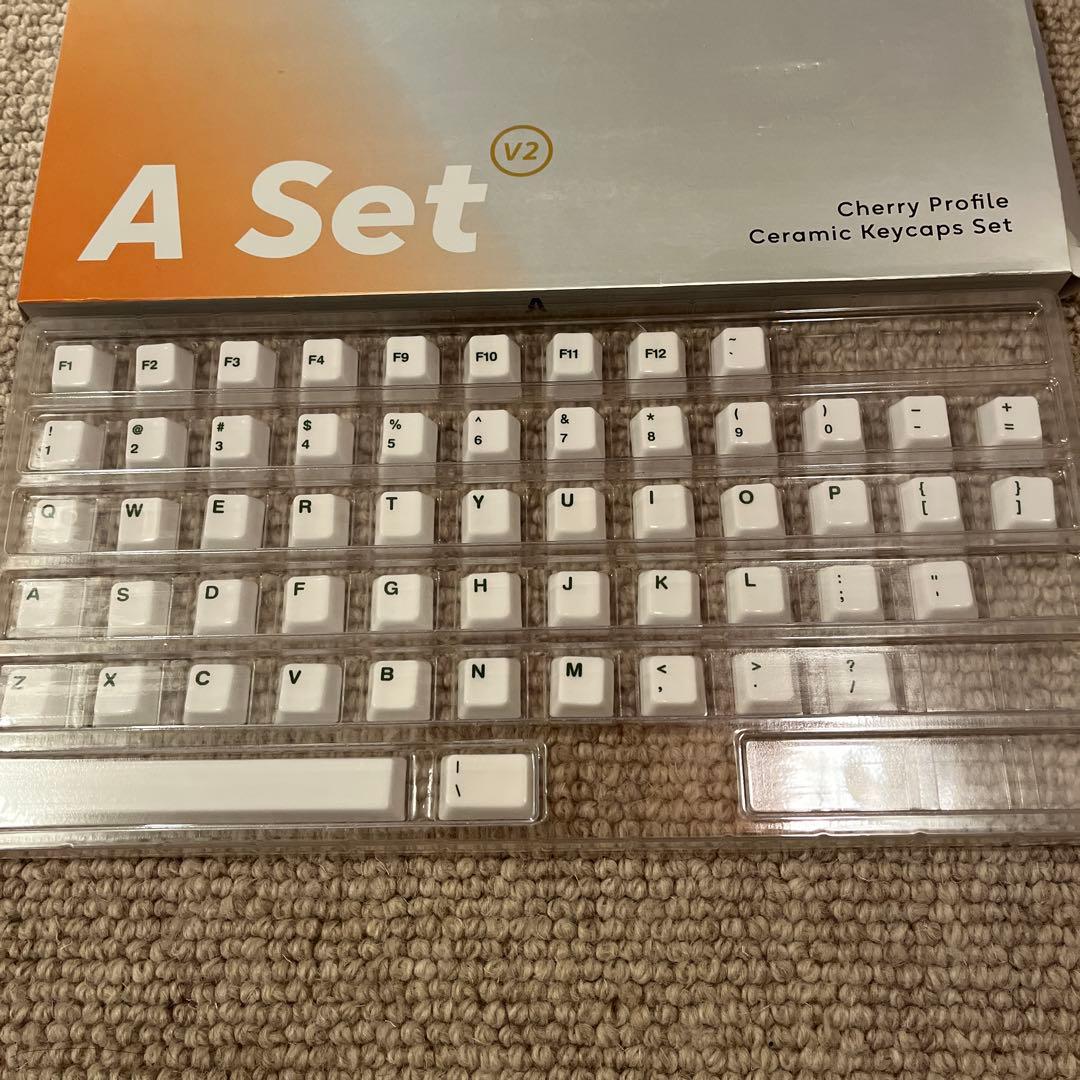 A Set V2
Cherry Profile
Ceramic Keycaps Set
A
F1 F2 F3 F4 F9 F10 F11 F12 ~ `
! 1 @ 2 # 3 $ 4 % 5 ^ 6 & 7 * 8 ( 9 ) 0 _ - + =
Q W E R T Y U I O P { [ } ]
A S D F G H J K L : ; " '
Z X C V B N M < , > . ? /
| \